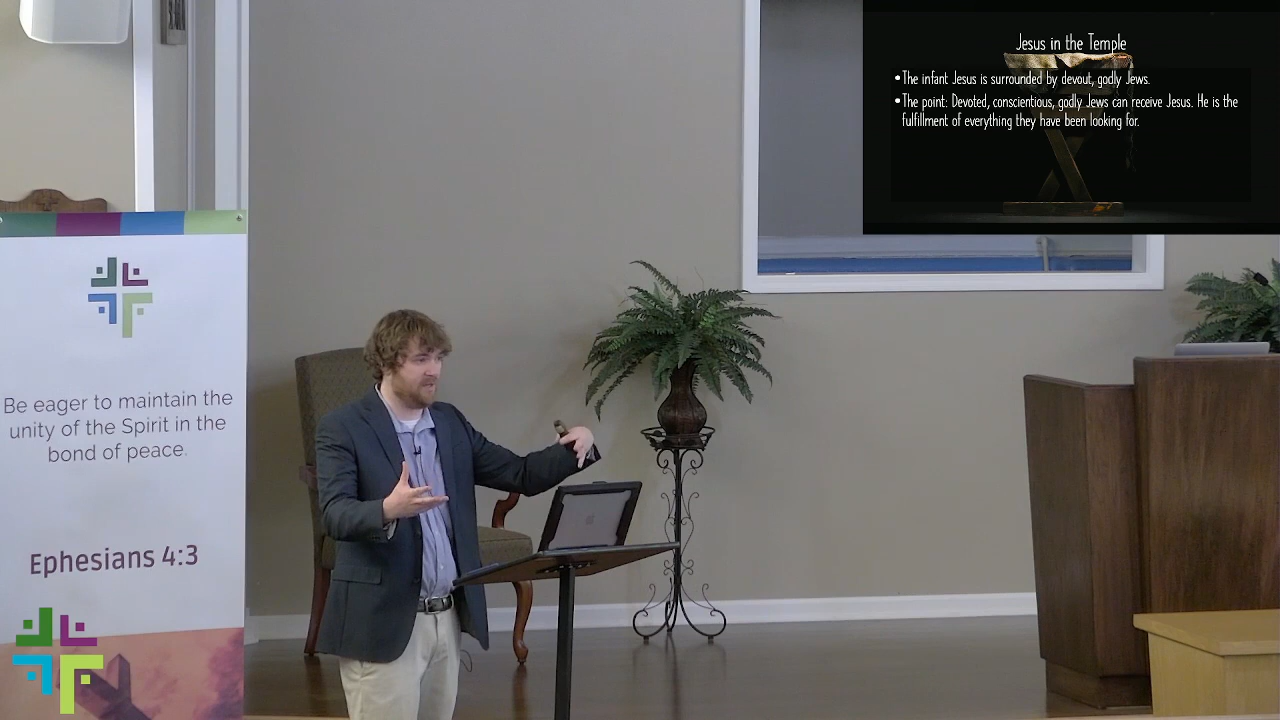 Jesus in the Temple
•The infant Jesus is surrounded by devout, godly Jews.
•The point: Devoted, conscientious, godly Jews can receive Jesus. He is the
fulfillment of everything they have been looking for.
Be eager to maintain the
unity of the Spirit in the
bond of peace.
Ephesians 4:3